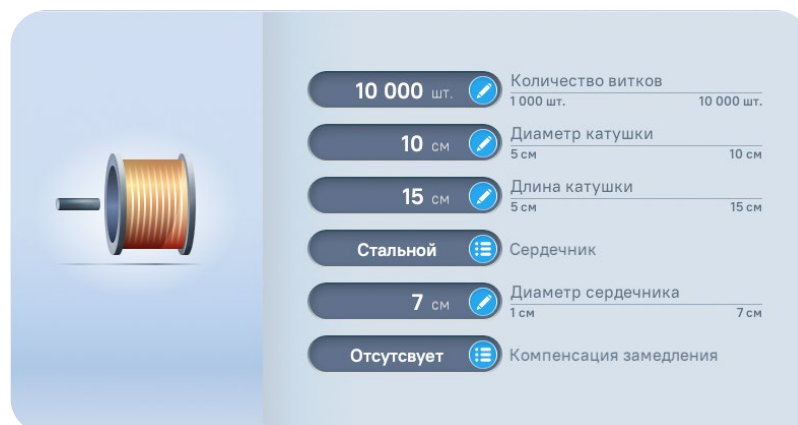 10 000 шт.
Количество витков
1 000 шт. 10 000 шт.
10 см
Диаметр катушки
5 см 10 см
15 см
Длина катушки
5 см 15 см
Стальной
Сердечник
7 см
Диаметр сердечника
1 см 7 см
Отсутсвует
Компенсация замедления